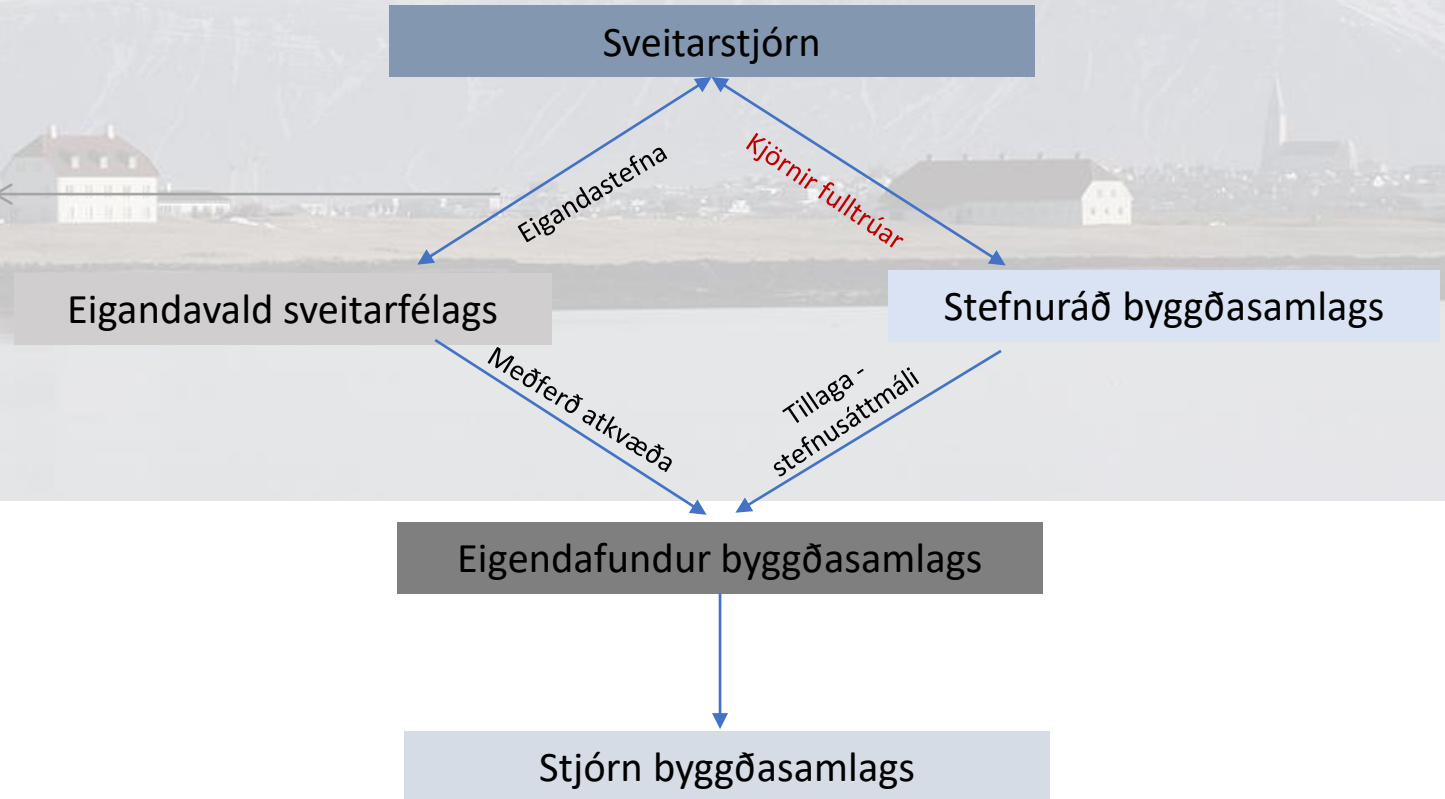 Sveitarstjórn
Eigandastefna
Kjörnir fulltrúar
Eigandavald sveitarfélags
Stefnuráð byggðasamlags
Meðferð atkvæða
Tillaga -
stefnusáttmáli
Eigendafundur byggðasamlags
Stjórn byggðasamlags